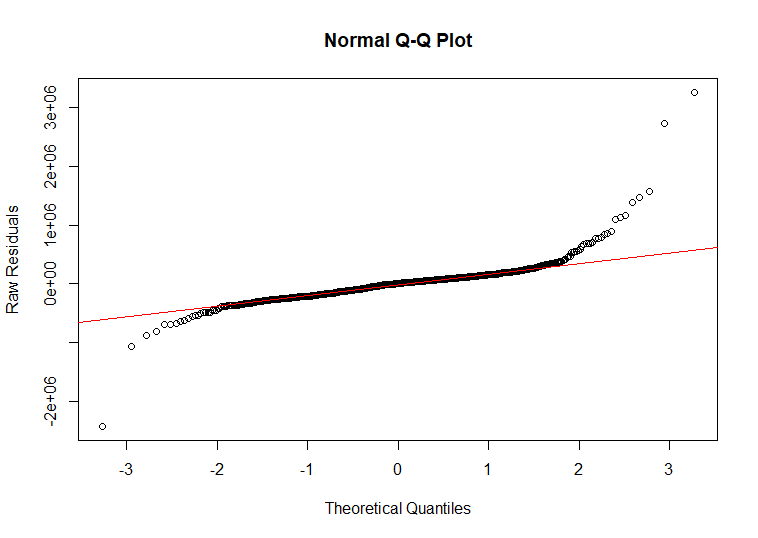 Normal Q-Q Plot
Raw Residuals
3e+06
2e+06
1e+06
0e+00
-2e+06
-3 -2 -1 0 1 2 3
Theoretical Quantiles